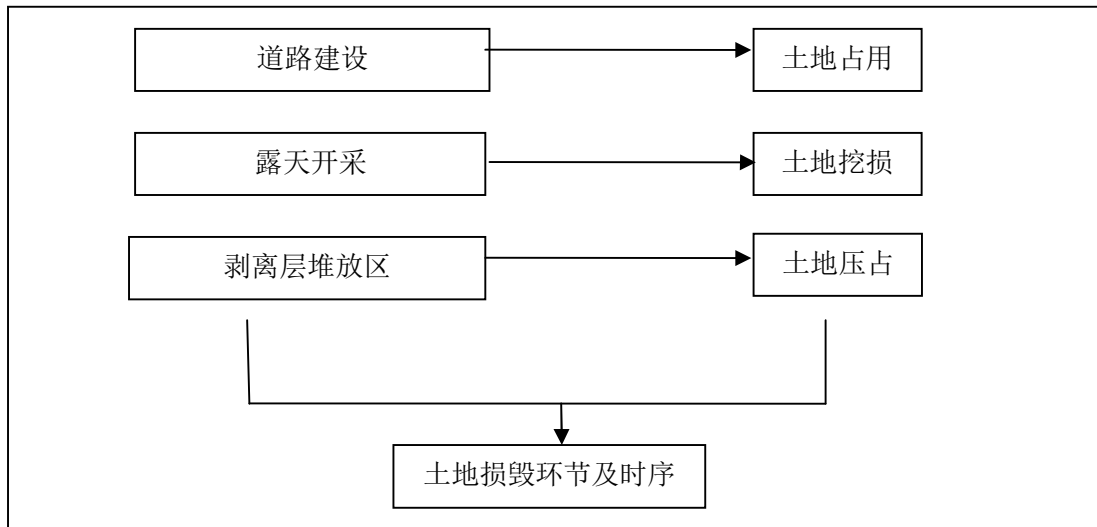 道路建设
土地占用
露天开采
土地挖损
剥离层堆放区
土地压占
土地损毁环节及时序